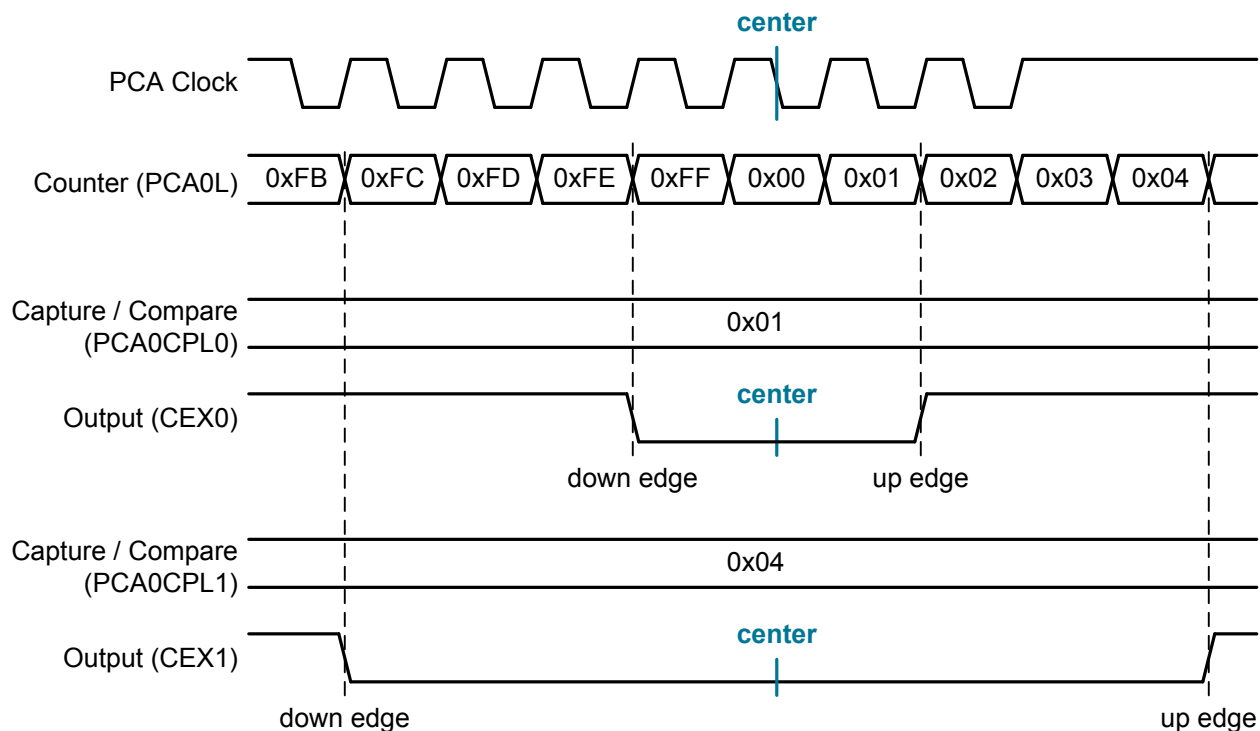 center
PCA Clock
Counter (PCA0L) 0xFB 0xFC 0xFD 0xFE 0xFF 0x00 0x01 0x02 0x03 0x04
Capture / Compare
(PCA0CPL0)
0x01
center
Output (CEX0)
down edge up edge
Capture / Compare
(PCA0CPL1)
0x04
center
Output (CEX1)
down edge up edge